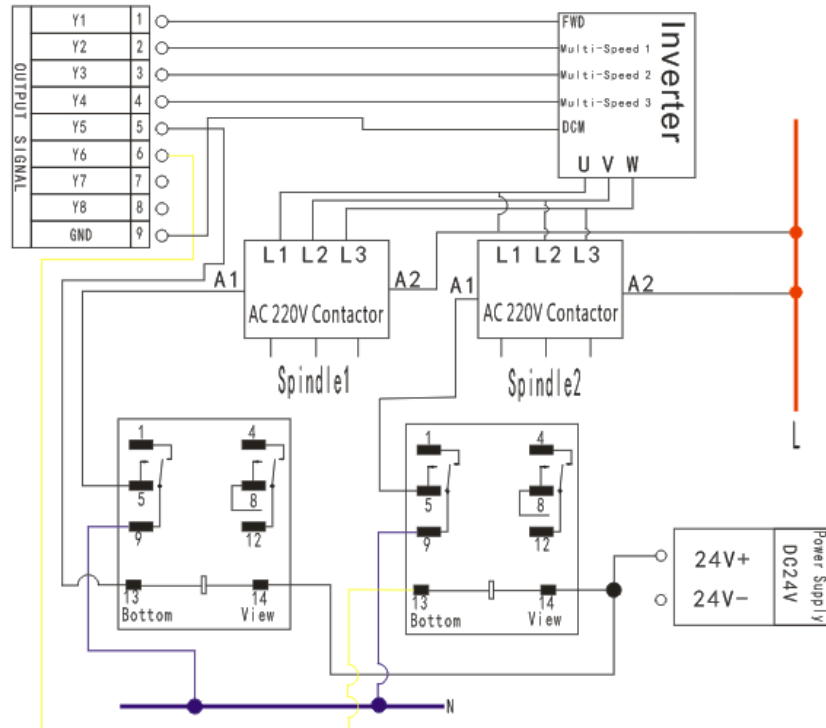 OUTPUT SIGNAL
Y1 1
Y2 2
Y3 3
Y4 4
Y5 5
Y6 6
Y7 7
Y8 8
GND 9
Inverter
FWD
Multi-Speed 1
Multi-Speed 2
Multi-Speed 3
DCM
U V W
A1
L1 L2 L3
A2
AC 220V Contactor
Spindle1
A1
L1 L2 L3
A2
AC 220V Contactor
Spindle2
L
1 4
5 8
9 12
13 14
Bottom View
1 4
5 8
9 12
13 14
Bottom View
24V+
24V-
DC24V
Power Supply
N